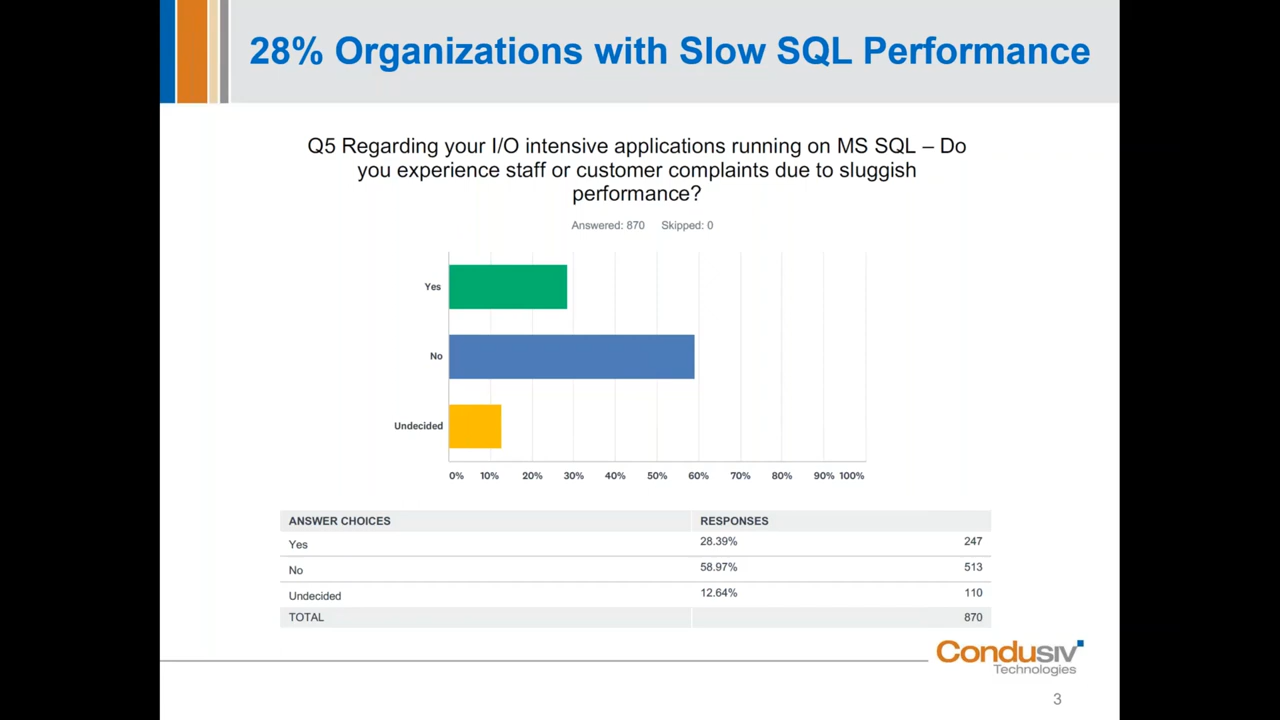 28% Organizations with Slow SQL Performance
Q5 Regarding your I/O intensive applications running on MS SQL – Do
you experience staff or customer complaints due to sluggish
performance?
Answered: 870 Skipped: 0
Yes
No
Undecided
0% 10% 20% 30% 40% 50% 60% 70% 80% 90% 100%
ANSWER CHOICES RESPONSES
Yes 28.39% 247
No 58.97% 513
Undecided 12.64% 110
TOTAL 870
Condusiv
Technologies
3